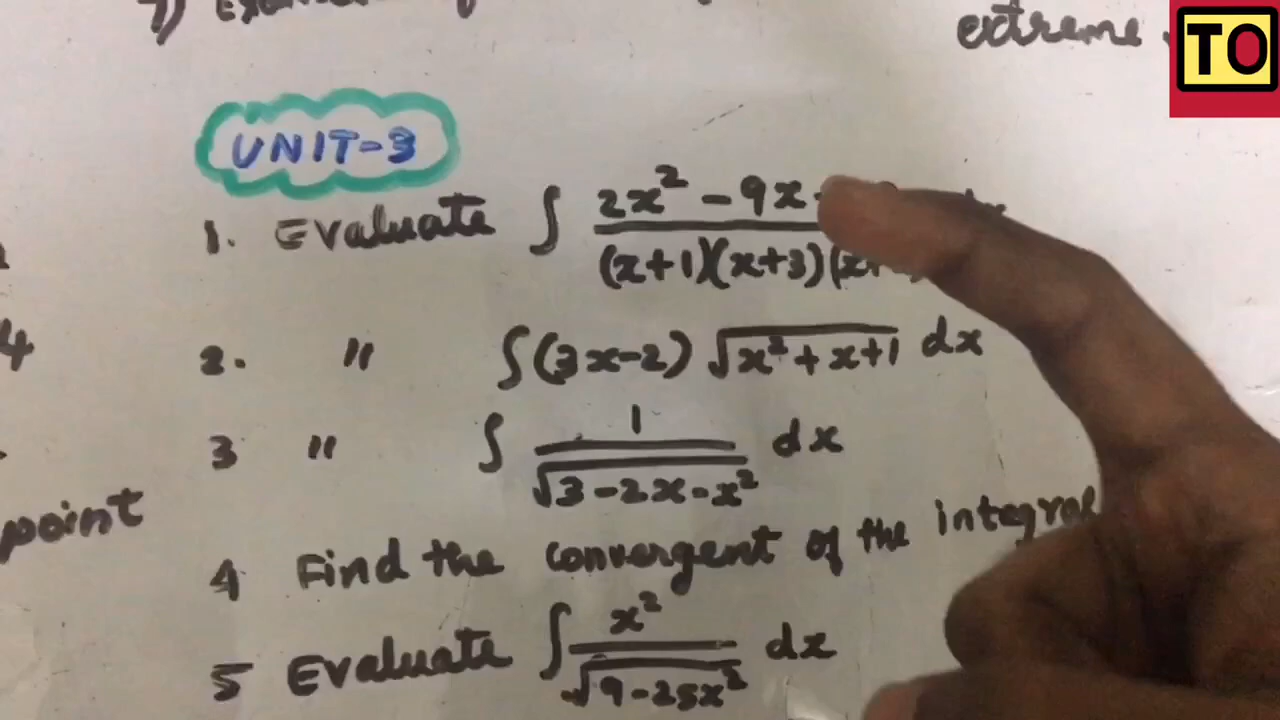 extreme
TO
UNIT-3
1. Evaluate ∫ 2x² - 9x / (x+1)(x+3)(x+
2. " ∫(3x-2) √x²+x+1 dx
3 " ∫ 1 / √3-2x-x² dx
4
point
4 Find the convergent of the integral
5 Evaluate ∫ x² / √9-25x² dx